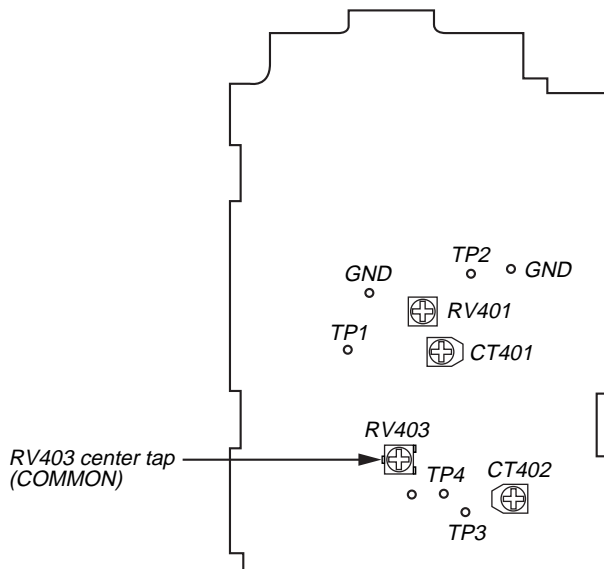 TP2
GND
GND
RV401
TP1
CT401
RV403
RV403 center tap
(COMMON)
TP4
CT402
TP3